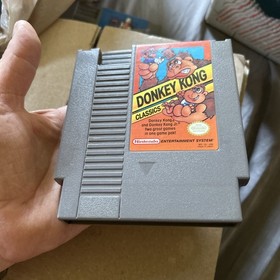 DONKEY KONG
CLASSICS
Donkey Kong
and Donkey Kong Jr.
two great games
in one game pak!
Nintendo ENTERTAINMENT SYSTEM